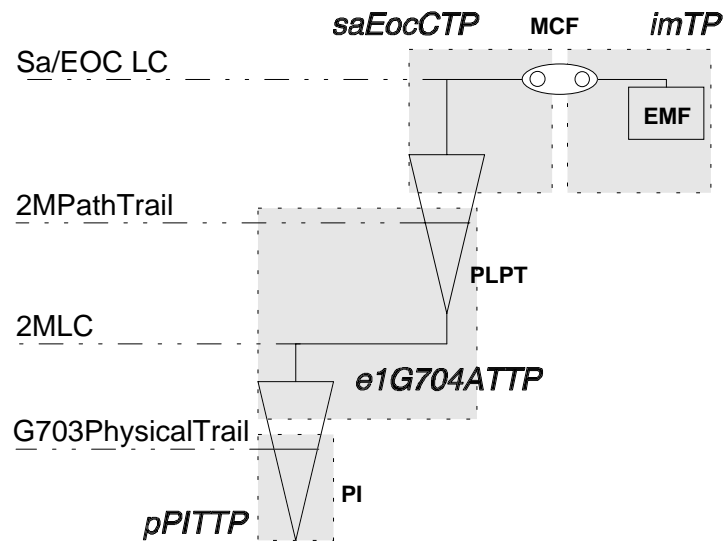 saEocCTP
MCF
imTP
Sa/EOC LC
EMF
2MPathTrail
PLPT
2MLC
e1G704ATTP
G703PhysicalTrail
PI
pPITTP